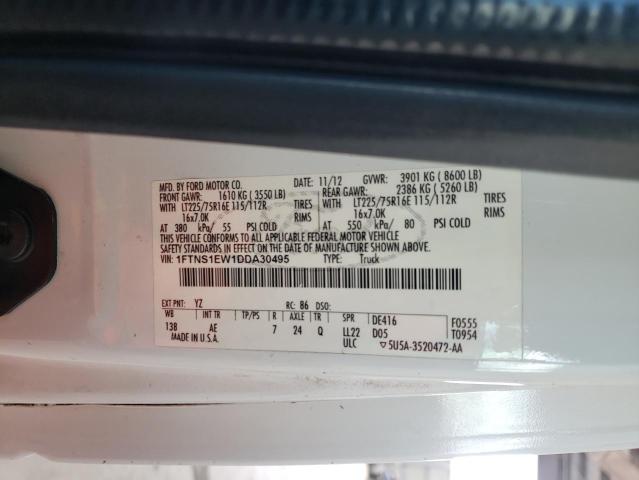 MFD. BY FORD MOTOR CO.
DATE: 11/12 GVWR: 3901 KG ( 8600 LB)
FRONT GAWR: 1610 KG ( 3550 LB) REAR GAWR: 2386 KG ( 5260 LB)
WITH LT225/75R16E 115/112R TIRES WITH LT225/75R16E 115/112R TIRES
16x7.0K RIMS 16x7.0K RIMS
AT 380 kPa/ 55 PSI COLD AT 550 kPa/ 80 PSI COLD
THIS VEHICLE CONFORMS TO ALL APPLICABLE FEDERAL MOTOR VEHICLE
SAFETY STANDARDS IN EFFECT ON THE DATE OF MANUFACTURE SHOWN ABOVE.
VIN: 1FTNS1EW1DDA30495 TYPE: Truck
EXT PNT: YZ RC: 86 DSO:
WB INT TR TP/PS R AXLE TR SPR DE416 F0555
138 AE 7 24 Q LL22 D05 T0954
MADE IN U.S.A. ULC ▽5U5A-3520472-AA